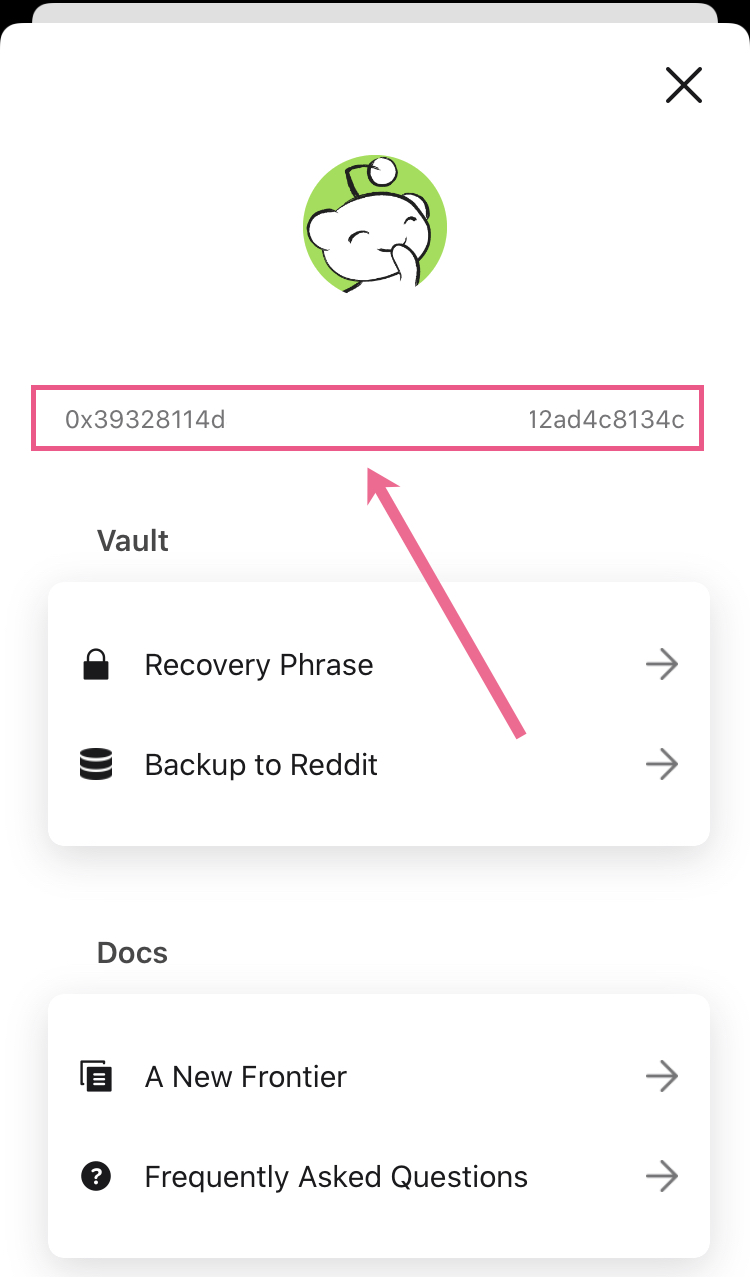 0x39328114d 12ad4c8134c
Vault
Recovery Phrase
Backup to Reddit
Docs
A New Frontier
Frequently Asked Questions